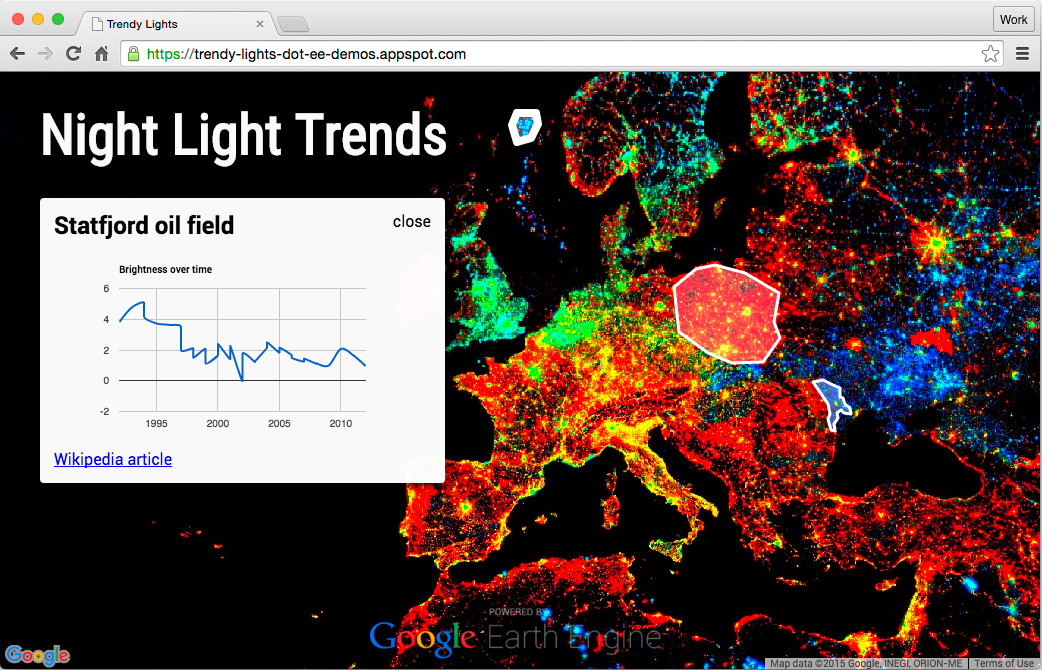 Trendy Lights
Work
https://trendy-lights-dot-ee-demos.appspot.com
Night Light Trends
Statfjord oil field
close
Brightness over time
6
4
2
0
-2
1995 2000 2005 2010
Wikipedia article
POWERED BY
Google Earth Engine
Google
Map data ©2015 Google, INEGI, ORION-ME Terms of Use